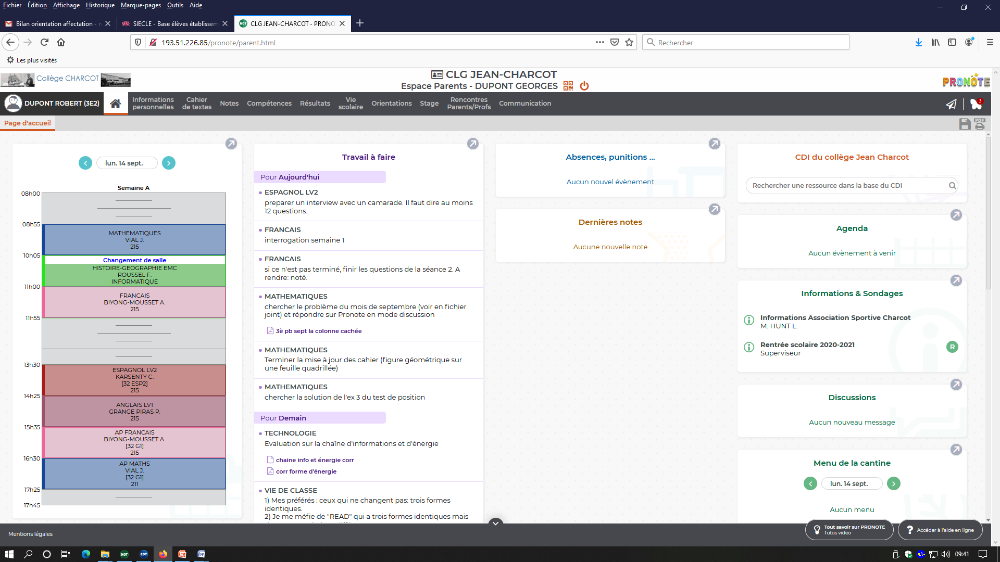 Fichier Édition Affichage Historique Marque-pages Outils Aide
Bilan orientation affectation - n
SIECLE - Base élèves établissem
CLG JEAN-CHARCOT - PRONO
193.51.226.85/pronote/parent.html
Rechercher
Les plus visités
Collège CHARCOT
CLG JEAN-CHARCOT
Espace Parents - DUPONT GEORGES
PRONOTE
DUPONT ROBERT (3E2)
Informations personnelles
Cahier de textes
Notes
Compétences
Résultats
Vie scolaire
Orientations
Stage
Rencontres Parents/Profs
Communication
3
Page d'accueil
PDF
lun. 14 sept.
Semaine A
08h00
08h55
MATHEMATIQUES
VIAL J.
215
10h05
Changement de salle
HISTOIRE-GEOGRAPHIE EMC
ROUSSEL F.
INFORMATIQUE
11h00
FRANCAIS
BIYONG-MOUSSET A.
215
11h55
13h30
ESPAGNOL LV2
KARSENTY C.
[32 ESP2]
215
14h25
ANGLAIS LV1
GRANGE PIRAS P.
215
15h35
AP FRANCAIS
BIYONG-MOUSSET A.
[32 G1]
215
16h30
AP MATHS
VIAL J.
[32 G1]
211
17h25
17h45
Travail à faire
Pour Aujourd'hui
ESPAGNOL LV2
preparer un interview avec un camarade. Il faut dire au moins
12 questions.
FRANCAIS
interrogation semaine 1
FRANCAIS
si ce n'est pas terminé, finir les questions de la séance 2. A
rendre: noté.
MATHEMATIQUES
chercher le problème du mois de septembre (voir en fichier
joint) et répondre sur Pronote en mode discussion
3è pb sept la colonne cachée
MATHEMATIQUES
Terminer la mise à jour des cahier (figure géométrique sur
une feuille quadrillée)
MATHEMATIQUES
chercher la solution de l'ex 3 du test de position
Pour Demain
TECHNOLOGIE
Evaluation sur la chaîne d'informations et d'énergie
chaine info et énergie corr
corr forme d'énergie
VIE DE CLASSE
1) Mes préférés : ceux qui ne changent pas: trois formes
identiques.
2) Je me méfie de "READ" qui a trois formes identiques mais
Absences, punitions ...
Aucun nouvel évènement
Dernières notes
Aucune nouvelle note
CDI du collège Jean Charcot
Rechercher une ressource dans la base du CDI
Agenda
Aucun évènement à venir
Informations & Sondages
Informations Association Sportive Charcot
M. HUNT L.
Rentrée scolaire 2020-2021
Superviseur
R
Discussions
Aucun nouveau message
Menu de la cantine
lun. 14 sept.
Aucun menu
Mentions légales
Tout savoir sur PRONOTE
Tutos vidéo
? Accéder à l'aide en ligne
NOT
EDT
09:41